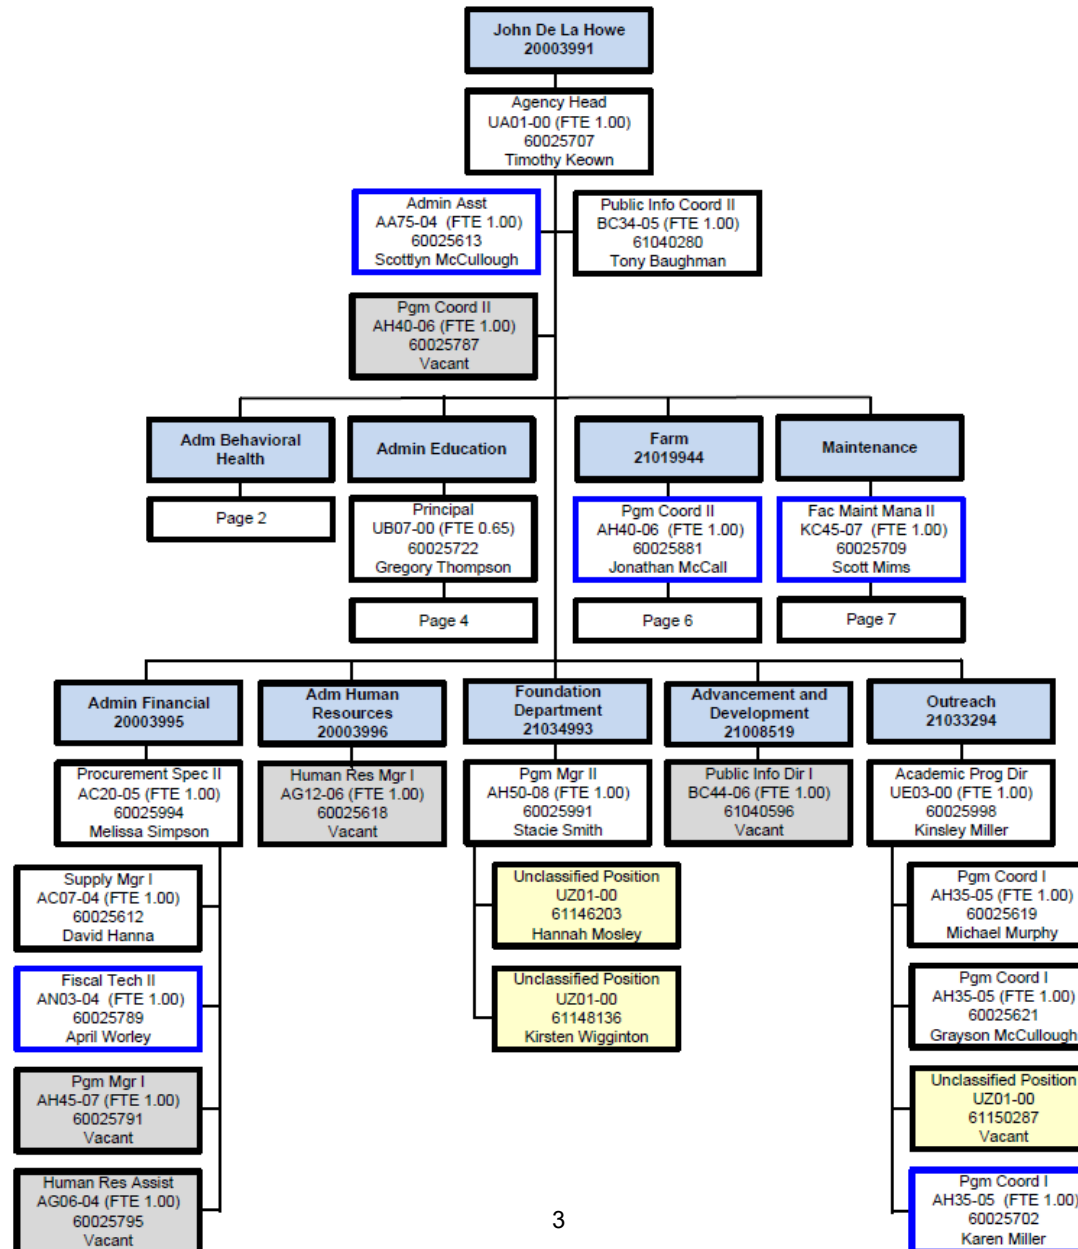 John De La Howe
20003991
Agency Head
UA01-00 (FTE 1.00)
60025707
Timothy Keown
Admin Asst
AA75-04 (FTE 1.00)
60025613
Scottlyn McCullough
Public Info Coord II
BC34-05 (FTE 1.00)
61040280
Tony Baughman
Pgm Coord II
AH40-06 (FTE 1.00)
60025787
Vacant
Adm Behavioral
Health
Page 2
Admin Education
Principal
UB07-00 (FTE 0.65)
60025722
Gregory Thompson
Page 4
Farm
21019944
Pgm Coord II
AH40-06 (FTE 1.00)
60025881
Jonathan McCall
Page 6
Maintenance
Fac Maint Mana II
KC45-07 (FTE 1.00)
60025709
Scott Mims
Page 7
Admin Financial
20003995
Procurement Spec II
AC20-05 (FTE 1.00)
60025994
Melissa Simpson
Supply Mgr I
AC07-04 (FTE 1.00)
60025612
David Hanna
Fiscal Tech II
AN03-04 (FTE 1.00)
60025789
April Worley
Pgm Mgr I
AH45-07 (FTE 1.00)
60025791
Vacant
Human Res Assist
AG06-04 (FTE 1.00)
60025795
Vacant
Adm Human
Resources
20003996
Human Res Mgr I
AG12-06 (FTE 1.00)
60025618
Vacant
Foundation
Department
21034993
Pgm Mgr II
AH50-08 (FTE 1.00)
60025991
Stacie Smith
Unclassified Position
UZ01-00
61146203
Hannah Mosley
Unclassified Position
UZ01-00
61148136
Kirsten Wigginton
Advancement and
Development
21008519
Public Info Dir I
BC44-06 (FTE 1.00)
61040596
Vacant
Outreach
21033294
Academic Prog Dir
UE03-00 (FTE 1.00)
60025998
Kinsley Miller
Pgm Coord I
AH35-05 (FTE 1.00)
60025619
Michael Murphy
Pgm Coord I
AH35-05 (FTE 1.00)
60025621
Grayson McCullough
Unclassified Position
UZ01-00
61150287
Vacant
Pgm Coord I
AH35-05 (FTE 1.00)
60025702
Karen Miller
3